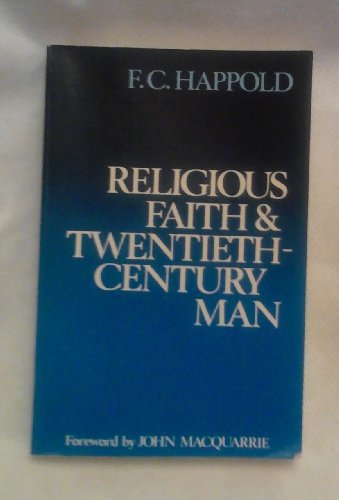 F.C. HAPPOLD
RELIGIOUS
FAITH &
TWENTIETH-
CENTURY
MAN
Foreword by JOHN MACQUARRIE